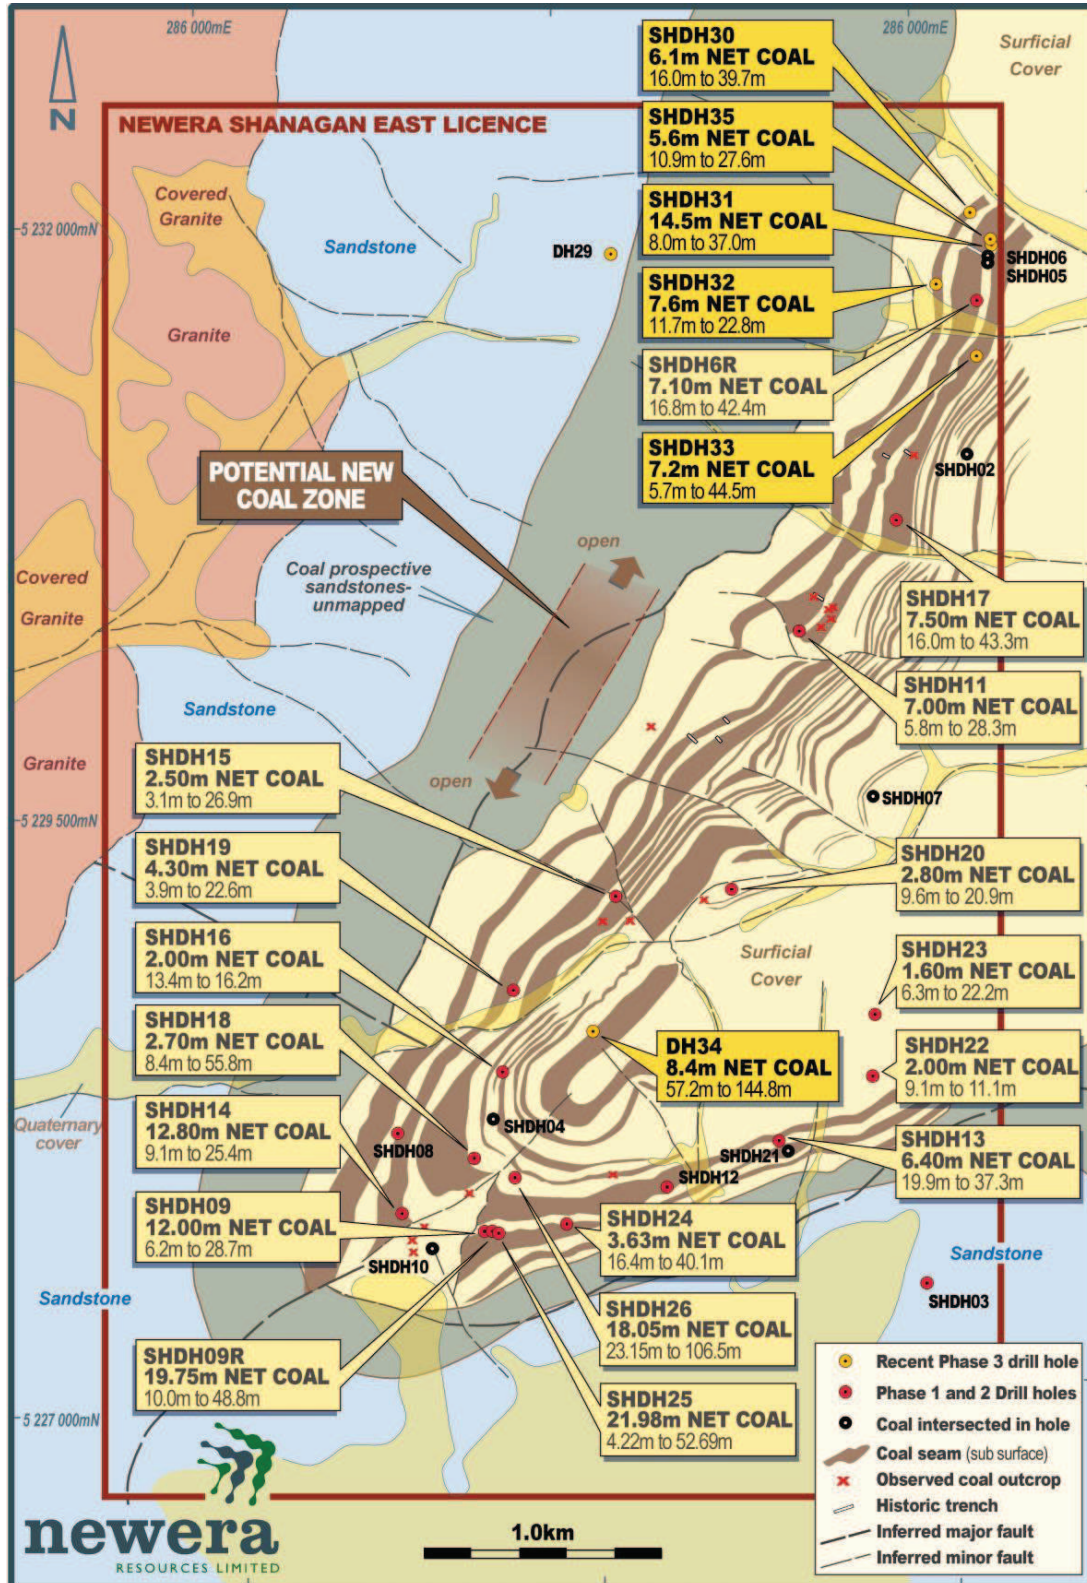 286 000mE
286 000mE
N
NEWERA SHANAGAN EAST LICENCE
Surficial
Cover
SHDH30
6.1m NET COAL
16.0m to 39.7m
SHDH35
5.6m NET COAL
10.9m to 27.6m
SHDH31
14.5m NET COAL
8.0m to 37.0m
SHDH32
7.6m NET COAL
11.7m to 22.8m
SHDH6R
7.10m NET COAL
16.8m to 42.4m
SHDH33
7.2m NET COAL
5.7m to 44.5m
Covered
Granite
5 232 000mN
Sandstone
DH29
SHDH06
SHDH05
Granite
SHDH02
POTENTIAL NEW
COAL ZONE
open
Coal prospective
sandstones-
unmapped
Covered
Granite
SHDH17
7.50m NET COAL
16.0m to 43.3m
SHDH11
7.00m NET COAL
5.8m to 28.3m
Sandstone
Granite
open
SHDH07
5 229 500mN
SHDH15
2.50m NET COAL
3.1m to 26.9m
SHDH19
4.30m NET COAL
3.9m to 22.6m
SHDH16
2.00m NET COAL
13.4m to 16.2m
SHDH18
2.70m NET COAL
8.4m to 55.8m
SHDH14
12.80m NET COAL
9.1m to 25.4m
SHDH09
12.00m NET COAL
6.2m to 28.7m
SHDH20
2.80m NET COAL
9.6m to 20.9m
Surficial
Cover
SHDH23
1.60m NET COAL
6.3m to 22.2m
SHDH22
2.00m NET COAL
9.1m to 11.1m
DH34
8.4m NET COAL
57.2m to 144.8m
SHDH13
6.40m NET COAL
19.9m to 37.3m
Quaternary
cover
SHDH04
SHDH08
SHDH21
SHDH12
SHDH10
SHDH24
3.63m NET COAL
16.4m to 40.1m
Sandstone
Sandstone
SHDH03
SHDH26
18.05m NET COAL
23.15m to 106.5m
SHDH09R
19.75m NET COAL
10.0m to 48.8m
SHDH25
21.98m NET COAL
4.22m to 52.69m
5 227 000mN
Recent Phase 3 drill hole
Phase 1 and 2 Drill holes
Coal intersected in hole
Coal seam (sub surface)
Observed coal outcrop
Historic trench
Inferred major fault
Inferred minor fault
newera
RESOURCES LIMITED
1.0km